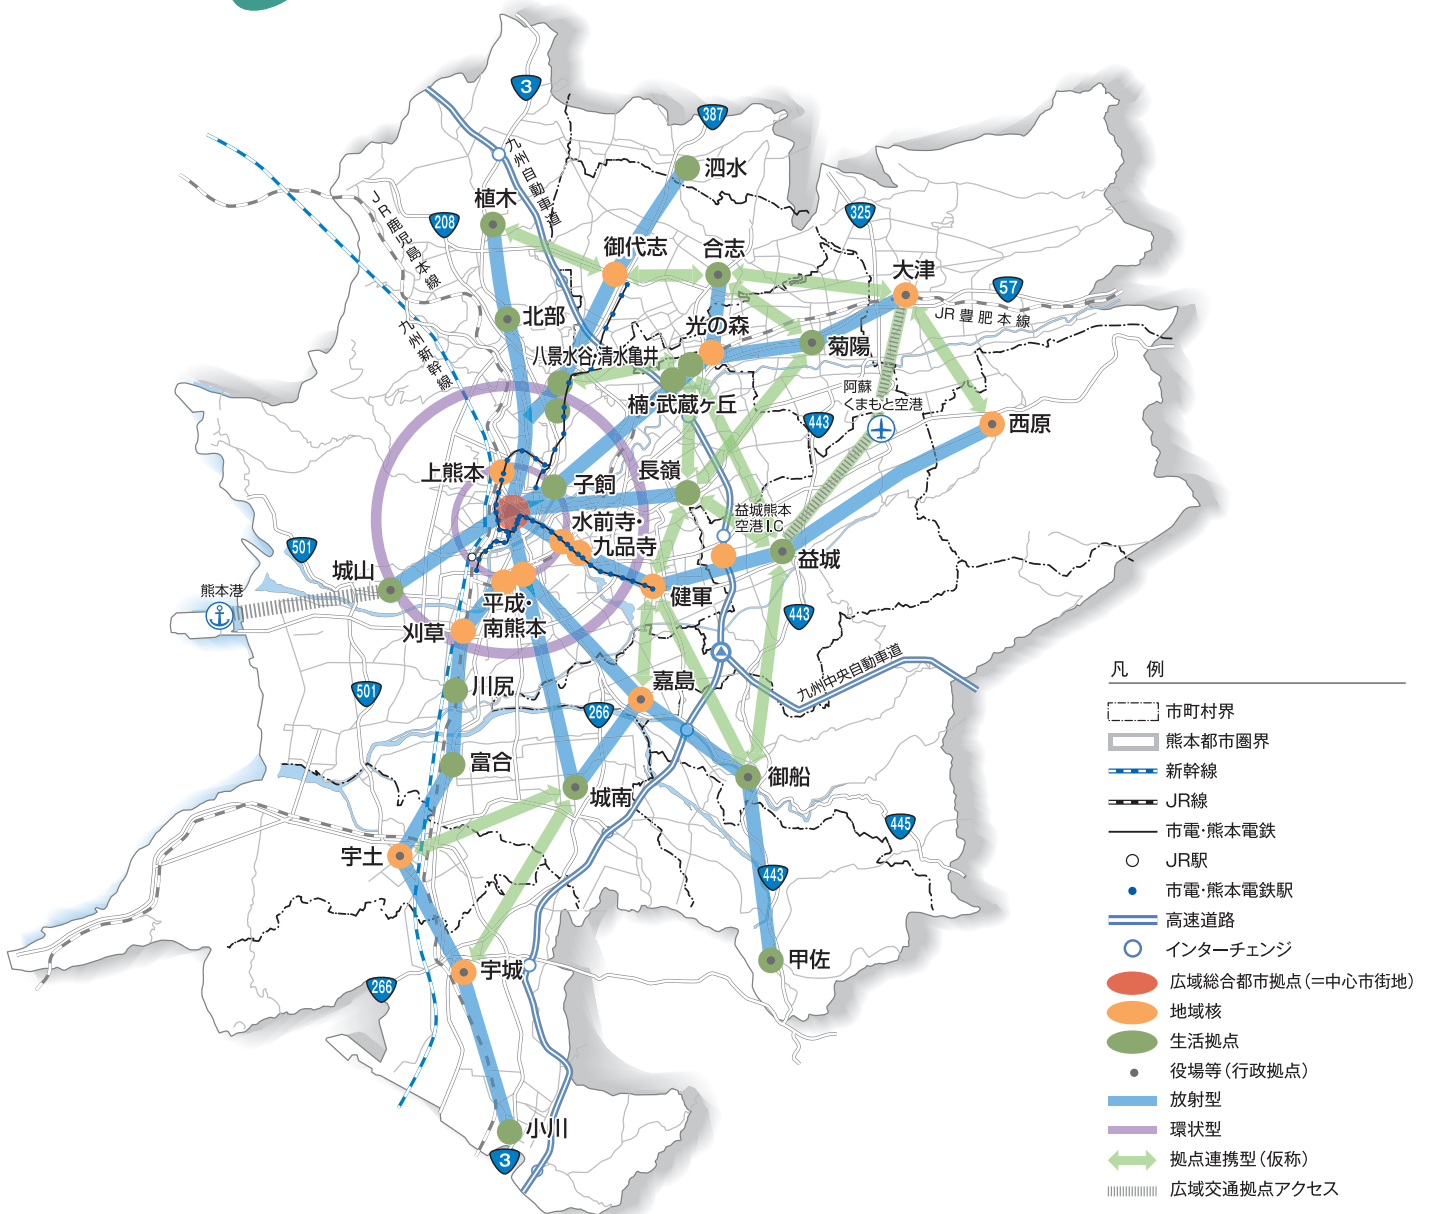 3
387
泗水
植木
208
九州自動車道
JR鹿児島本線
325
御代志
合志
大津
57
JR豊肥本線
北部
光の森
菊陽
九州新幹線
八景水谷・清水亀井
阿蘇
くまもと空港
楠・武蔵ヶ丘
443
西原
上熊本
子飼
長嶺
水前寺・
九品寺
益城熊本
空港I.C
501
城山
益城
熊本港
健軍
平成・
南熊本
443
刈草
九州中央自動車道
川尻
嘉島
501
266
富合
御船
城南
445
宇土
443
宇城
甲佐
266
小川
3
凡 例
市町村界
熊本都市圏界
新幹線
JR線
市電・熊本電鉄
JR駅
市電・熊本電鉄駅
高速道路
インターチェンジ
広域総合都市拠点(=中心市街地)
地域核
生活拠点
役場等(行政拠点)
放射型
環状型
拠点連携型(仮称)
広域交通拠点アクセス